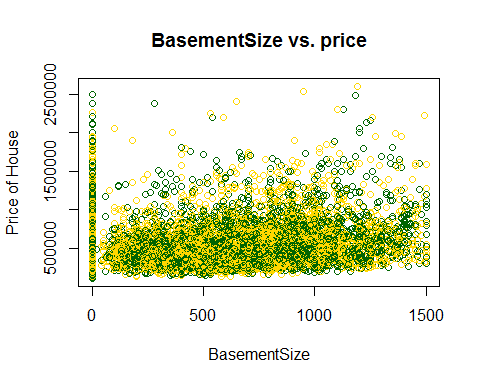 BasementSize vs. price
Price of House
2500000
1500000
500000
0 500 1000 1500
BasementSize